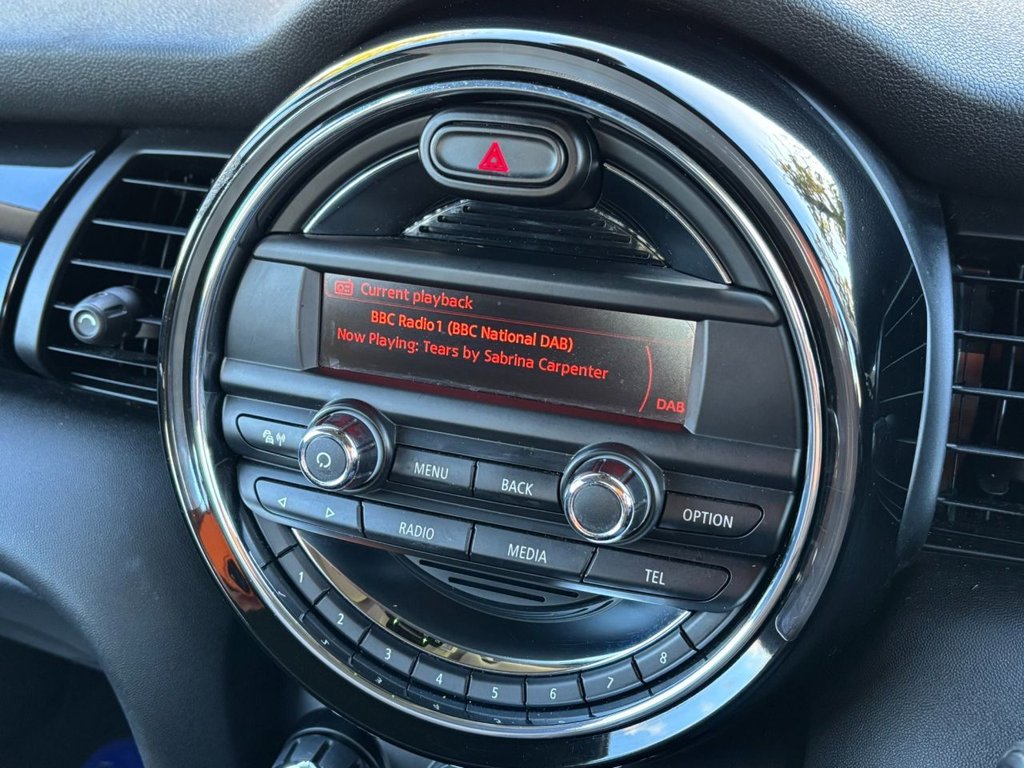 Current playback
BBC Radio1 (BBC National DAB)
Now Playing: Tears by Sabrina Carpenter
DAB
MENU
BACK
OPTION
RADIO
MEDIA
TEL
1
2
3
4
5
6
7
8